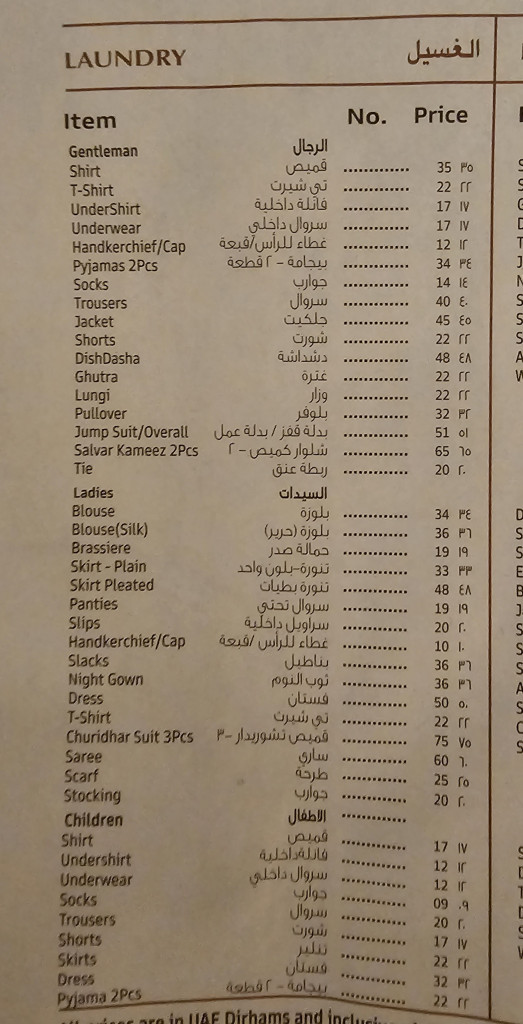 LAUNDRY الغسيل
Item No. Price
Gentleman الرجال
Shirt قميص ............. 35 ٣٥
T-Shirt تي شيرت ............. 22 ٢٢
UnderShirt فانلة داخلية ............. 17 ١٧
Underwear سروال داخلي ............. 17 ١٧
Handkerchief/Cap غطاء للرأس/قبعة ............. 12 ١٢
Pyjamas 2Pcs بيجامة - ٢ قطعة ............. 34 ٣٤
Socks جوارب ............. 14 ١٤
Trousers سروال ............. 40 ٤٠
Jacket جلكيت ............. 45 ٤٥
Shorts شورت ............. 22 ٢٢
DishDasha دشداشة ............. 48 ٤٨
Ghutra غترة ............. 22 ٢٢
Lungi وزار ............. 22 ٢٢
Pullover بلوفر ............. 32 ٣٢
Jump Suit/Overall بدلة قفز / بدلة عمل ............. 51 ٥١
Salvar Kameez 2Pcs شلوار كميص - ٢ ............. 65 ٦٥
Tie ربطة عنق ............. 20 ٢٠
Ladies السيدات
Blouse بلوزة ............. 34 ٣٤
Blouse(Silk) بلوزة (حرير) ............. 36 ٣٦
Brassiere حمالة صدر ............. 19 ١٩
Skirt - Plain تنورة-بلون واحد ............. 33 ٣٣
Skirt Pleated تنورة بطيات ............. 48 ٤٨
Panties سروال تحتي ............. 19 ١٩
Slips سراويل داخلية ............. 20 ٢٠
Handkerchief/Cap غطاء للرأس /قبعة ............. 10 ١٠
Slacks بناطيل ............. 36 ٣٦
Night Gown ثوب النوم ............. 36 ٣٦
Dress فستان ............. 50 ٥٠
T-Shirt تي شيرت ............. 22 ٢٢
Churidhar Suit 3Pcs قميص تشوريدار -٣ ............. 75 ٧٥
Saree ساري ............. 60 ٦٠
Scarf طرحة ............. 25 ٢٥
Stocking جوارب ............. 20 ٢٠
Children الاطفال .............
Shirt قميص ............. 17 ١٧
Undershirt فانلةداخلية ............. 12 ١٢
Underwear سروال داخلي ............. 12 ١٢
Socks جوارب ............. 09 ٠٩
Trousers سروال ............. 20 ٢٠
Shorts شورت ............. 17 ١٧
Skirts تنلير ............. 22 ٢٢
Dress فستان ............. 32 ٣٢
Pyjama 2Pcs بيجامة - ٢ قطعة ............. 22 ٢٢
prices are in UAE Dirhams and